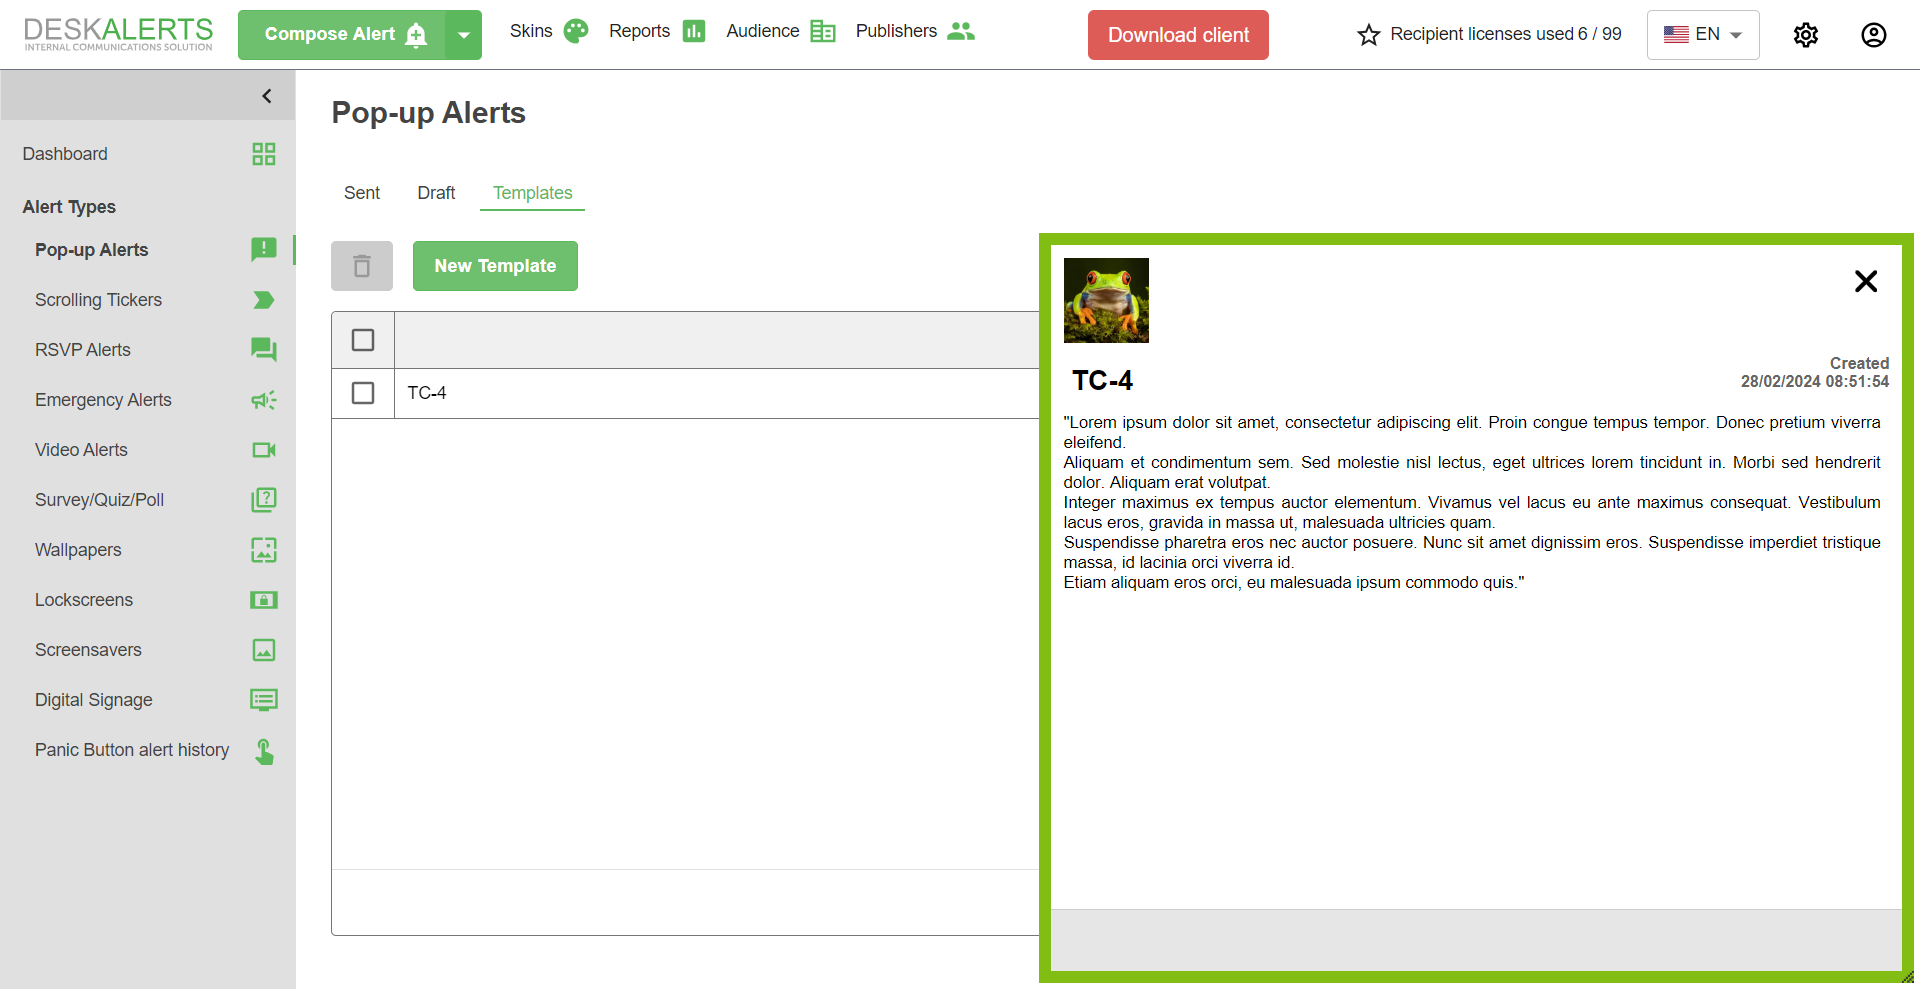 DESKALERTS
INTERNAL COMMUNICATIONS SOLUTION
Compose Alert
Skins
Reports
Audience
Publishers
Download client
Recipient licenses used 6 / 99
EN
Dashboard
Alert Types
Pop-up Alerts
Scrolling Tickers
RSVP Alerts
Emergency Alerts
Video Alerts
Survey/Quiz/Poll
Wallpapers
Lockscreens
Screensavers
Digital Signage
Panic Button alert history
Pop-up Alerts
Sent
Draft
Templates
New Template
TC-4
TC-4
Created
28/02/2024 08:51:54
"Lorem ipsum dolor sit amet, consectetur adipiscing elit. Proin congue tempus tempor. Donec pretium viverra
eleifend.
Aliquam et condimentum sem. Sed molestie nisl lectus, eget ultrices lorem tincidunt in. Morbi sed hendrerit
dolor. Aliquam erat volutpat.
Integer maximus ex tempus auctor elementum. Vivamus vel lacus eu ante maximus consequat. Vestibulum
lacus eros, gravida in massa ut, malesuada ultricies quam.
Suspendisse pharetra eros nec auctor posuere. Nunc sit amet dignissim eros. Suspendisse imperdiet tristique
massa, id lacinia orci viverra id.
Etiam aliquam eros orci, eu malesuada ipsum commodo quis."